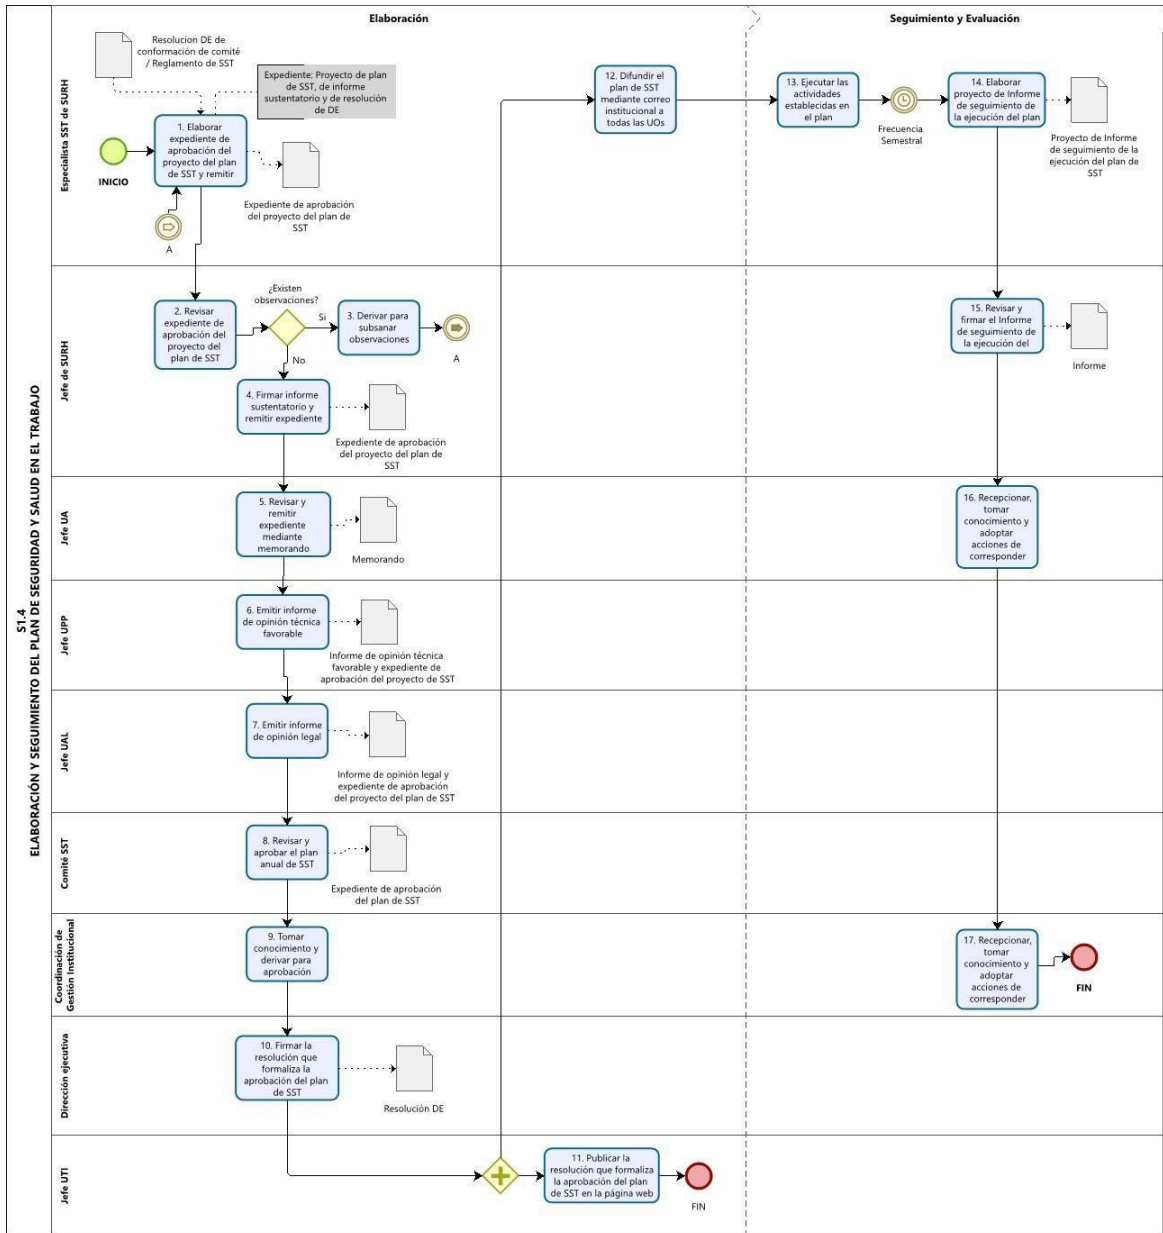 S1.4
ELABORACIÓN Y SEGUIMIENTO DEL PLAN DE SEGURIDAD Y SALUD EN EL TRABAJO
Elaboración
Seguimiento y Evaluación
Especialista SST de SURH
Resolucion DE de
conformación de comité
/ Reglamento de SST
Expediente: Proyecto de plan
de SST, de informe
sustentatorio y de resolución
de DE
INICIO
1. Elaborar
expediente de
aprobación del
proyecto del plan
de SST y remitir
Expediente de aprobación
del proyecto del plan de
SST
A
12. Difundir el
plan de SST
mediante correo
institucional a
todas las UOs
13. Ejecutar las
actividades
establecidas en
el plan
Frecuencia
Semestral
14. Elaborar
proyecto de Informe
de seguimiento de
la ejecución del plan
Proyecto de Informe
de seguimiento de la
ejecución del plan de
SST
Jefe de SURH
2. Revisar
expediente de
aprobación del
proyecto del
plan de SST
¿Existen
observaciones?
Si
No
3. Derivar para
subsanar
observaciones
A
4. Firmar informe
sustentatorio y
remitir expediente
Expediente de aprobación
del proyecto del plan de
SST
15. Revisar y
firmar el Informe
de seguimiento de
la ejecución del
Informe
Jefe UA
5. Revisar y
remitir
expediente
mediante
memorando
Memorando
16. Recepcionar,
tomar
conocimiento y
adoptar
acciones de
corresponder
Jefe UPP
6. Emitir informe
de opinión técnica
favorable
Informe de opinión técnica
favorable y expediente de
aprobación del proyecto de SST
Jefe UAL
7. Emitir informe
de opinión legal
Informe de opinión legal y
expediente de aprobación
del proyecto del plan de SST
Comité SST
8. Revisar y
aprobar el plan
anual de SST
Expediente de aprobación
del plan de SST
Coordinación de
Gestión Institucional
9. Tomar
conocimiento y
derivar para
aprobación
17. Recepcionar,
tomar
conocimiento y
adoptar
acciones de
corresponder
FIN
Dirección ejecutiva
10. Firmar la
resolución que
formaliza la
aprobación del plan
de SST
Resolución DE
Jefe UTI
11. Publicar la
resolución que formaliza
la aprobación del plan
de SST en la página web
FIN